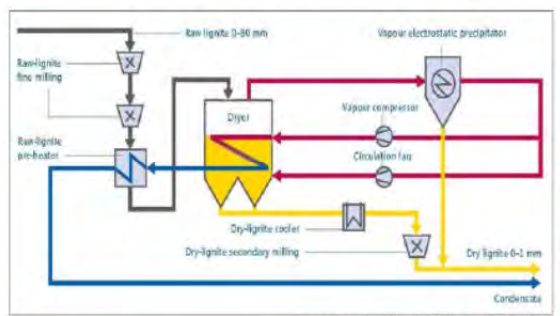 Raw lignite 0–80 mm
Vapour electrostatic precipitator
Raw-lignite
fine milling
Dryer
Vapour compressor
Raw-lignite
pre-heater
Circulation fan
Dry-lignite cooler
Dry-lignite secondary milling
Dry lignite 0–1 mm
Condensate